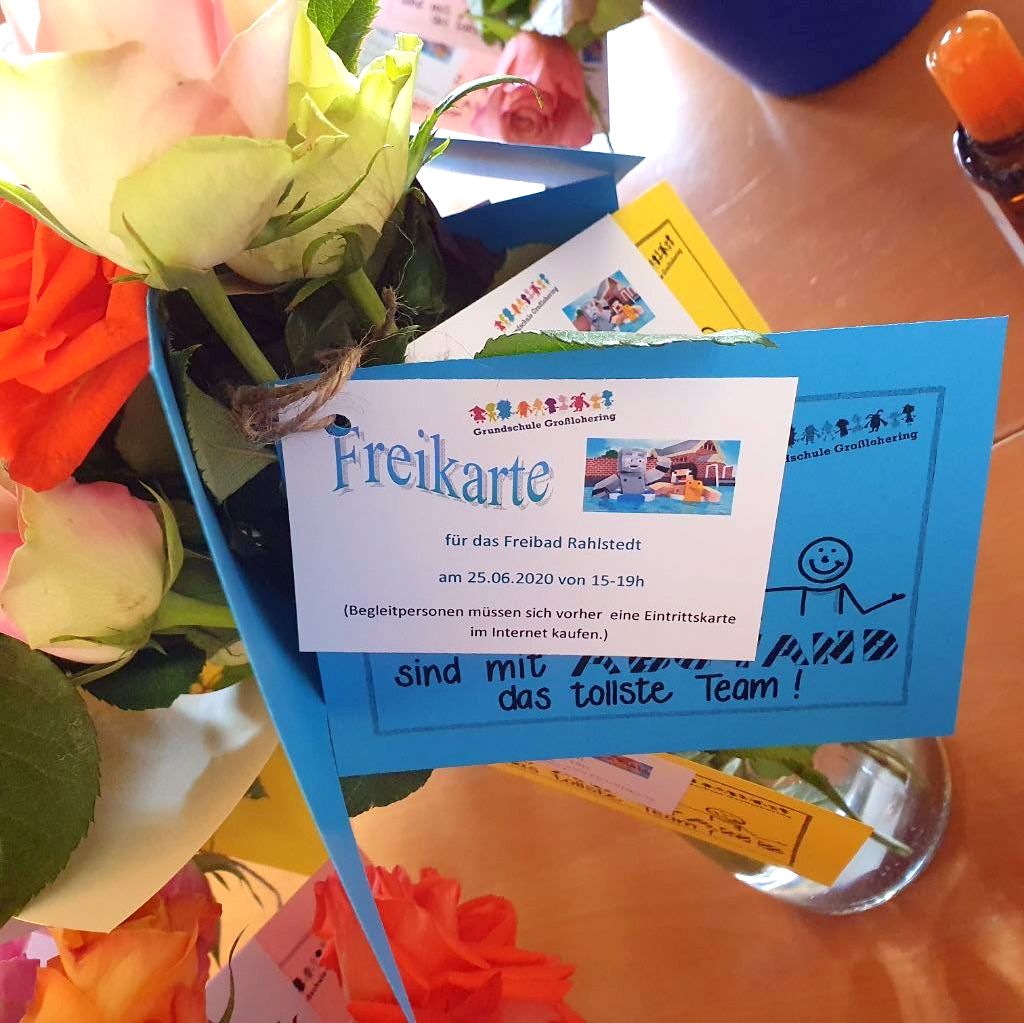 Grundschule Großlohering
Freikarte
für das Freibad Rahlstedt
am 25.06.2020 von 15-19h
(Begleitpersonen müssen sich vorher eine Eintrittskarte
im Internet kaufen.)
Großlohering
sind mit ABSTAND
das tollste Team!